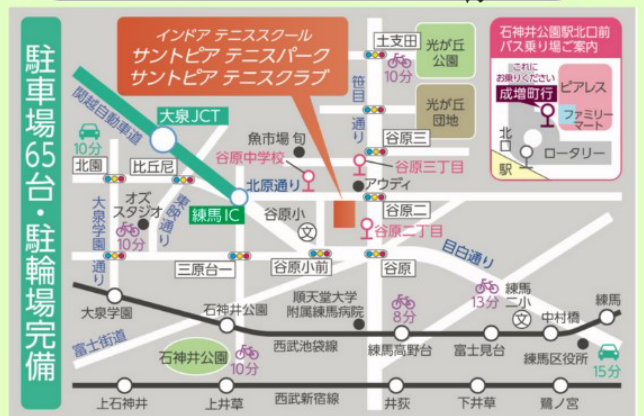 駐車場65台・駐輪場完備
インドア テニススクール
サントピア テニスパーク
サントピア テニスクラブ
土支田
10分
光が丘
公園
笹目
通り
光が丘
団地
石神井公園駅北口前
バス乗り場ご案内
これに
お乗りください
成増町行
ピアレス
ファミリー
マート
北口
ロータリー
駅
関越自動車道
大泉JCT
10分
北園
比丘尼
魚市場 旬
谷原中学校
谷原三
谷原三丁目
北原通り
アウディ
練馬IC
オズ
スタジオ
10分
東映通り
大泉学園
通り
谷原小
文
谷原二
谷原二丁目
三原台一
谷原小前
谷原
目白通り
大泉学園
石神井公園
順天堂大学
附属練馬病院
8分
13分
練馬
二小
文
中村橋
練馬
富士街道
石神井公園
10分
西武池袋線
練馬高野台
富士見台
練馬区役所
15分
上石神井
上井草
西武新宿線
井荻
下井草
鷺ノ宮